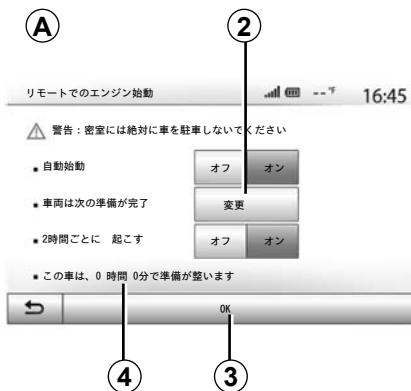 A
2
リモートでのエンジン始動 --°F 16:45
警告：密室には絶対に車を駐車しないでください
▪ 自動始動 オフ オン
▪ 車両は次の準備が完了 変更
▪ 2時間ごとに　起こす オフ オン
▪ この車は、0 時間 0分で準備が整います
OK
4 3